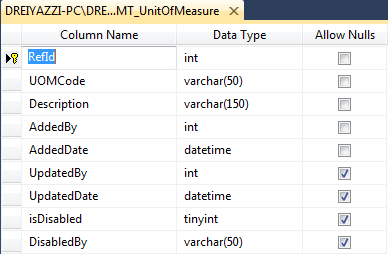 DREIYAZZI-PC\DRE...MT_UnitOfMeasure
Column Name Data Type Allow Nulls
RefId int
UOMCode varchar(50)
Description varchar(150)
AddedBy int
AddedDate datetime
UpdatedBy int
UpdatedDate datetime
isDisabled tinyint
DisabledBy varchar(50)